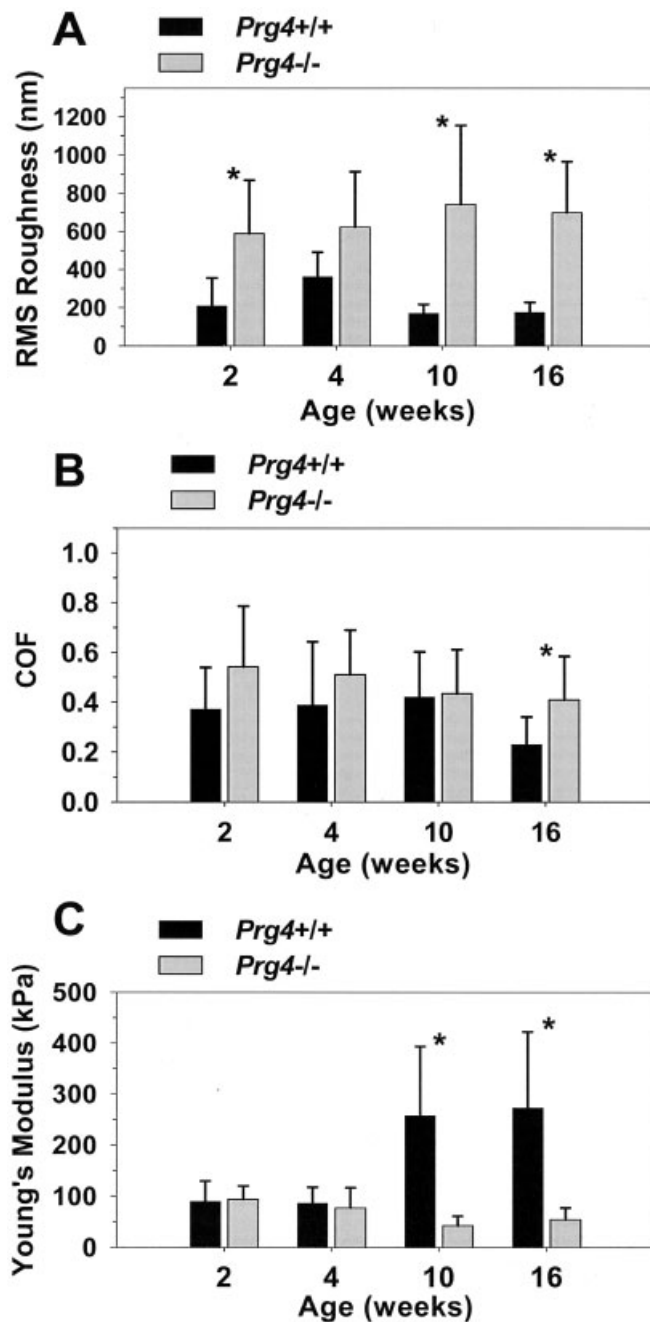 A
Prg4+/+
Prg4-/-
RMS Roughness (nm)
1200
1000
800
600
400
200
0
*
*
*
2 4 10 16
Age (weeks)
B
Prg4+/+
Prg4-/-
COF
1.0
0.8
0.6
0.4
0.2
0.0
*
2 4 10 16
Age (weeks)
C
Prg4+/+
Prg4-/-
Young's Modulus (kPa)
500
400
300
200
100
0
*
*
2 4 10 16
Age (weeks)